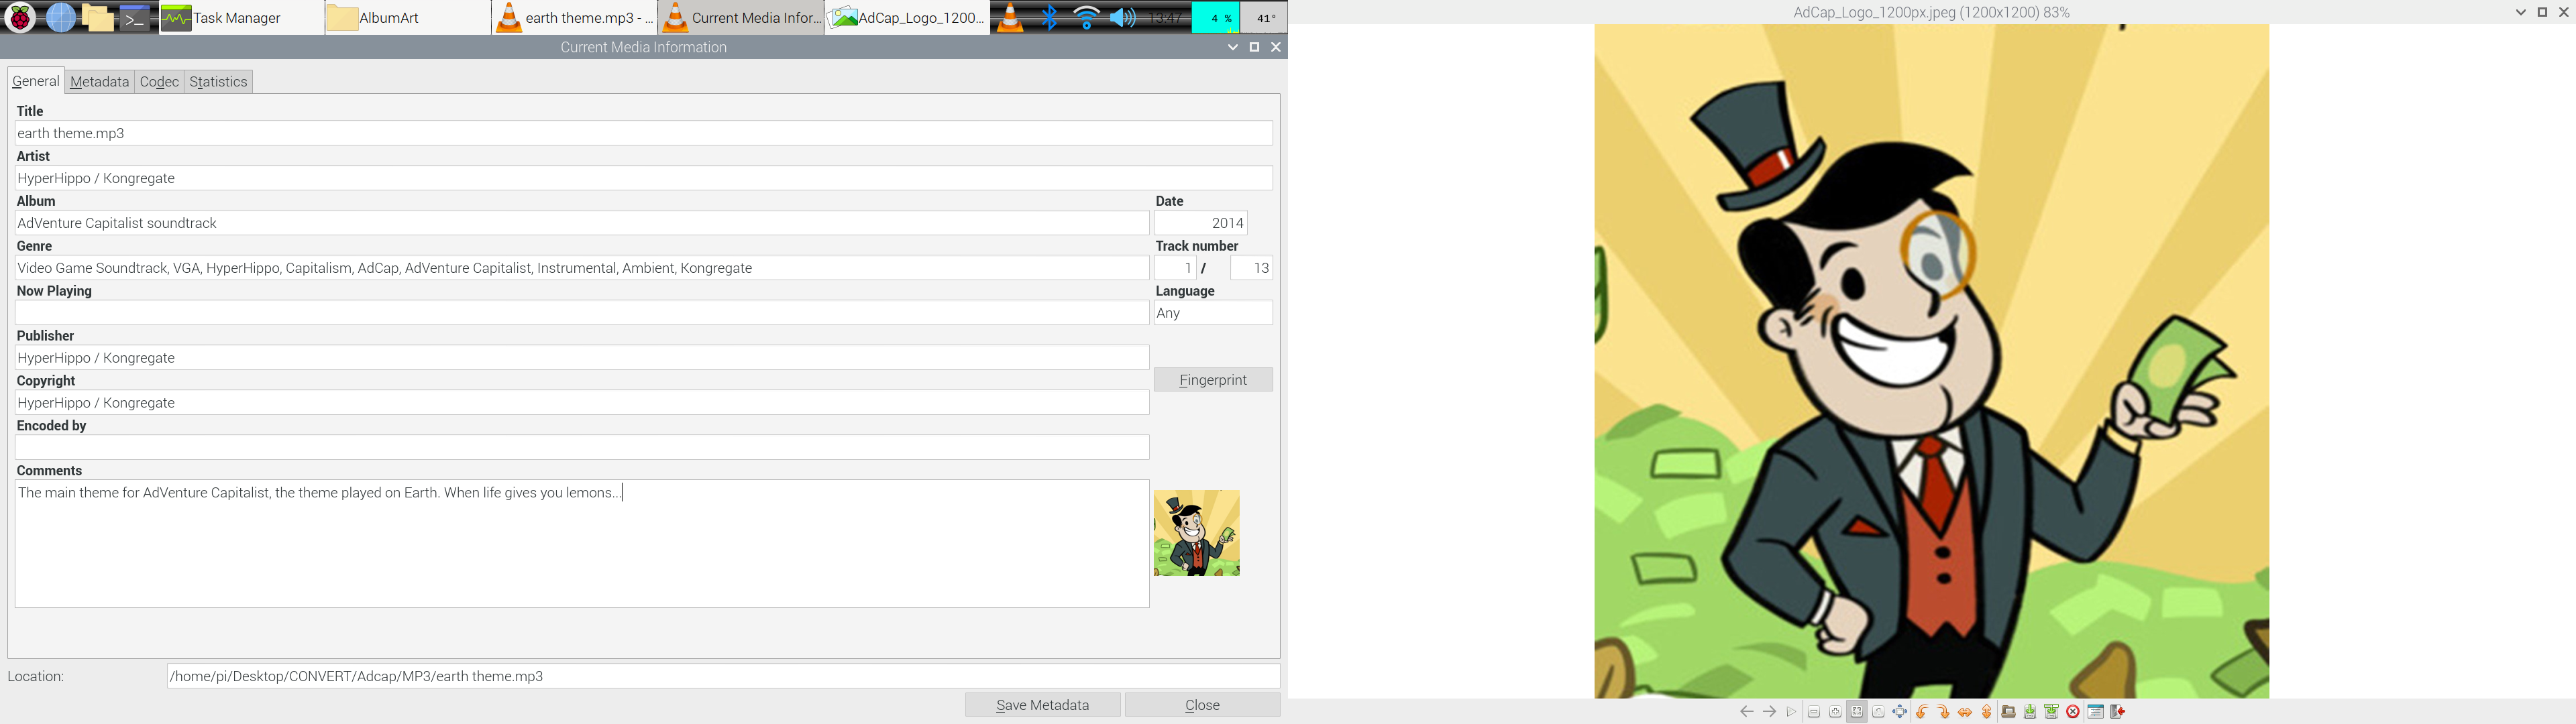 Task Manager
AlbumArt
earth theme.mp3 - ...
Current Media Infor...
AdCap_Logo_1200...
13:47
4 %
41°
Current Media Information
General
Metadata
Codec
Statistics
Title
earth theme.mp3
Artist
HyperHippo / Kongregate
Album
Date
AdVenture Capitalist soundtrack
2014
Genre
Track number
Video Game Soundtrack, VGA, HyperHippo, Capitalism, AdCap, AdVenture Capitalist, Instrumental, Ambient, Kongregate
1 / 13
Now Playing
Language
Any
Publisher
HyperHippo / Kongregate
Copyright
Fingerprint
HyperHippo / Kongregate
Encoded by
Comments
The main theme for AdVenture Capitalist, the theme played on Earth. When life gives you lemons...
Location:
/home/pi/Desktop/CONVERT/Adcap/MP3/earth theme.mp3
Save Metadata
Close
AdCap_Logo_1200px.jpeg (1200x1200) 83%